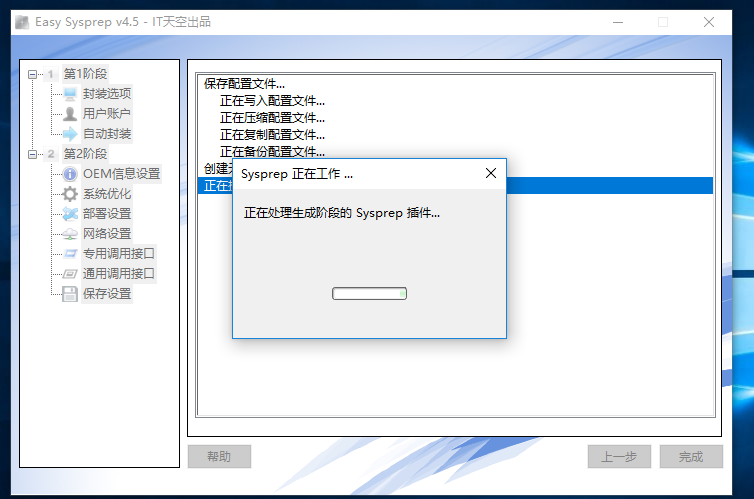 Easy Sysprep v4.5 - IT天空出品
1 第1阶段
封装选项
用户账户
自动封装
2 第2阶段
OEM信息设置
系统优化
部署设置
网络设置
专用调用接口
通用调用接口
保存设置
保存配置文件...
正在写入配置文件...
正在压缩配置文件...
正在复制配置文件...
正在备份配置文件...
创建
正在
Sysprep 正在工作 ...
正在处理生成阶段的 Sysprep 插件...
帮助
上一步
完成